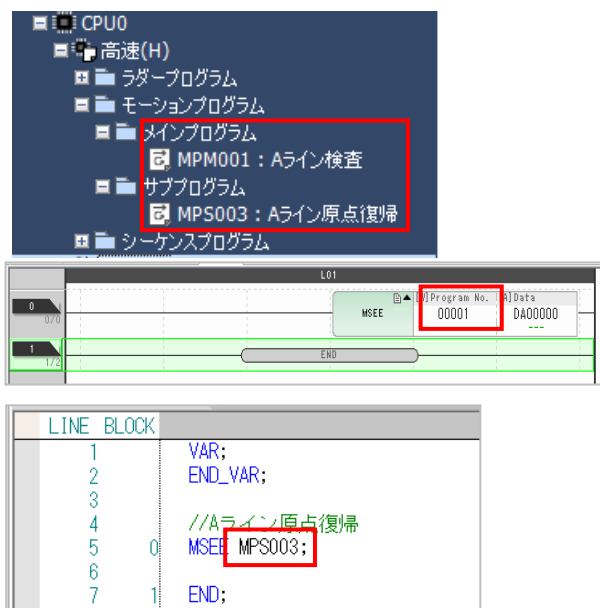 CPU0
高速(H)
ラダープログラム
モーションプログラム
メインプログラム
MPM001：Aライン検査
サブプログラム
MPS003：Aライン原点復帰
シーケンスプログラム
L01
[W]Program No. [A]Data
0 MSEE 00001 DA00000
0/0 ---
1 END
1/2
LINE BLOCK
1 VAR;
2 END_VAR;
3
4 //Aライン原点復帰
5 0 MSEE MPS003;
6
7 1 END;